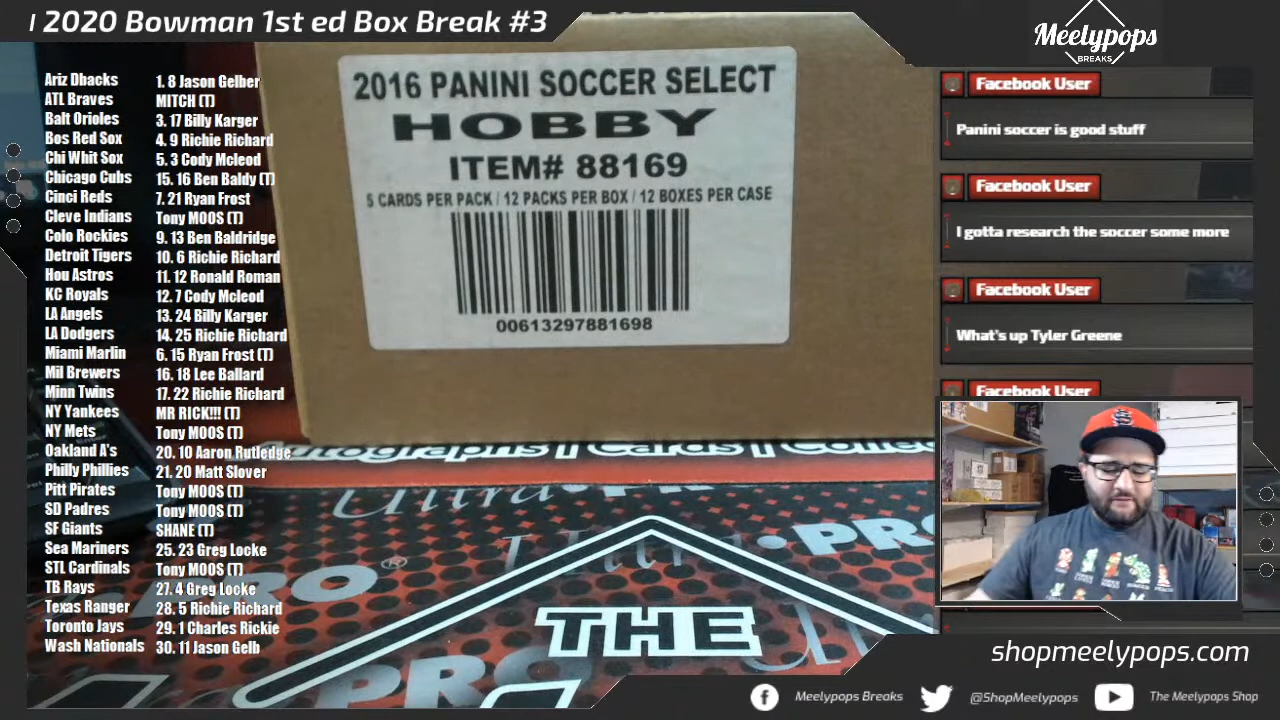 2020 Bowman 1st ed Box Break #3
Ariz Dbacks 1. 8 Jason Gelber
ATL Braves MITCH (T)
Balt Orioles 3. 17 Billy Karger
Bos Red Sox 4. 9 Richie Richard
Chi Whit Sox 5. 3 Cody Mcleod
Chicago Cubs 15. 16 Ben Baldy (T)
Cinci Reds 7. 21 Ryan Frost
Cleve Indians Tony MOOS (T)
Colo Rockies 9. 13 Ben Baldridge
Detroit Tigers 10. 6 Richie Richard
Hou Astros 11. 12 Ronald Roman
KC Royals 12. 7 Cody Mcleod
LA Angels 13. 24 Billy Karger
LA Dodgers 14. 25 Richie Richard
Miami Marlin 6. 15 Ryan Frost (T)
Mil Brewers 16. 18 Lee Ballard
Minn Twins 17. 22 Richie Richard
NY Yankees MR RICK!!! (T)
NY Mets Tony MOOS (T)
Oakland A's 20. 10 Aaron Rutledge
Philly Phillies 21. 20 Matt Slover
Pitt Pirates Tony MOOS (T)
SD Padres Tony MOOS (T)
SF Giants SHANE (T)
Sea Mariners 25. 23 Greg Locke
STL Cardinals Tony MOOS (T)
TB Rays 27. 4 Greg Locke
Texas Ranger 28. 5 Richie Richard
Toronto Jays 29. 1 Charles Rickie
Wash Nationals 30. 11 Jason Gelb
2016 PANINI SOCCER SELECT
HOBBY
ITEM# 88169
5 CARDS PER PACK / 12 PACKS PER BOX / 12 BOXES PER CASE
00613297881698
Autographs | Cards | Collec
Ultra PRO
Ultra PRO
PRO®
THE
PRO
Meelypops
BREAKS
Facebook User
Panini soccer is good stuff
Facebook User
I gotta research the soccer some more
Facebook User
What's up Tyler Greene
Facebook User
shopmeelypops.com
Meelypops Breaks
@ShopMeelypops
The Meelypops Shop